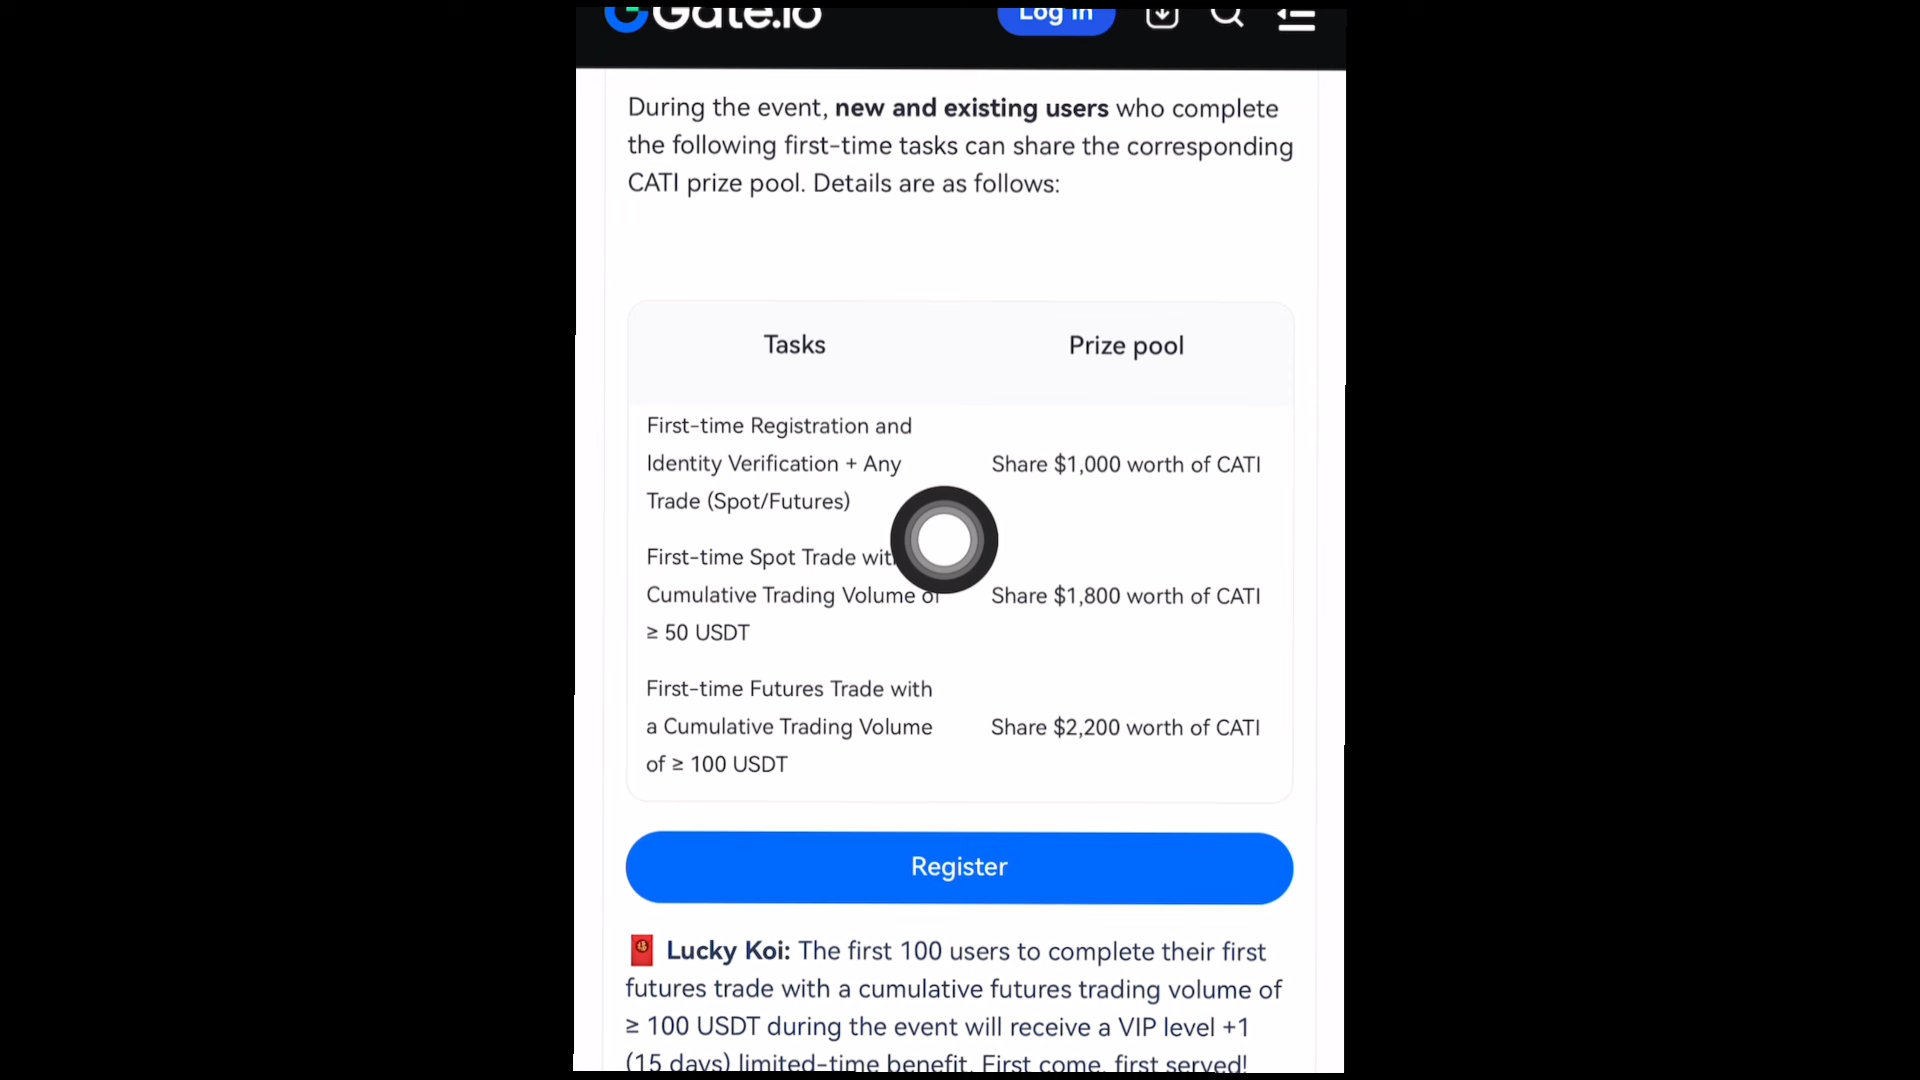 Gate.io
Log In
During the event, new and existing users who complete
the following first-time tasks can share the corresponding
CATI prize pool. Details are as follows:
Tasks
Prize pool
First-time Registration and
Identity Verification + Any
Trade (Spot/Futures)
Share $1,000 worth of CATI
First-time Spot Trade
Cumulative Trading Volume of
≥ 50 USDT
Share $1,800 worth of CATI
First-time Futures Trade with
a Cumulative Trading Volume
of ≥ 100 USDT
Share $2,200 worth of CATI
Register
Lucky Koi: The first 100 users to complete their first
futures trade with a cumulative futures trading volume of
≥ 100 USDT during the event will receive a VIP level +1
(15 days) limited-time benefit. First come, first served!